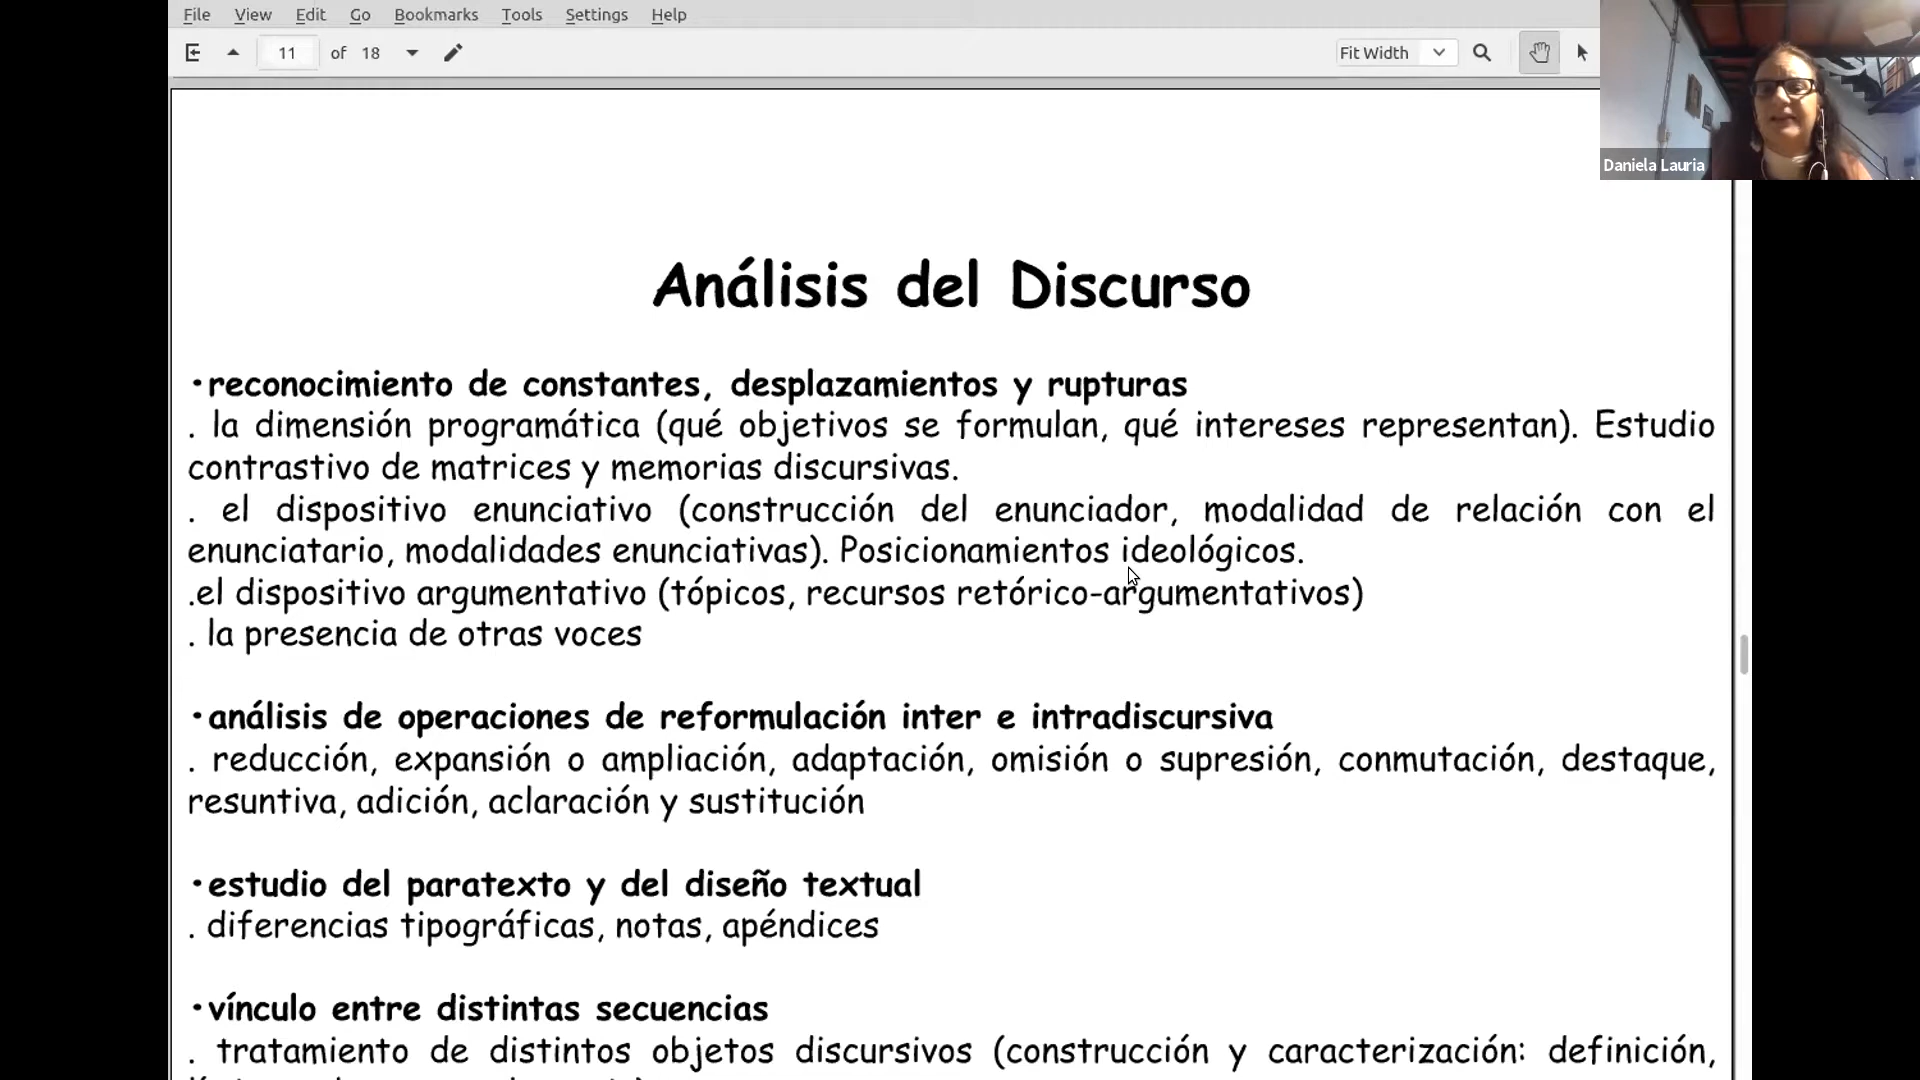 File View Edit Go Bookmarks Tools Settings Help
11 of 18 Fit Width
Daniela Lauria
Análisis del Discurso
•reconocimiento de constantes, desplazamientos y rupturas
. la dimensión programática (qué objetivos se formulan, qué intereses representan). Estudio
contrastivo de matrices y memorias discursivas.
. el dispositivo enunciativo (construcción del enunciador, modalidad de relación con el
enunciatario, modalidades enunciativas). Posicionamientos ideológicos.
.el dispositivo argumentativo (tópicos, recursos retórico-argumentativos)
. la presencia de otras voces
•análisis de operaciones de reformulación inter e intradiscursiva
. reducción, expansión o ampliación, adaptación, omisión o supresión, conmutación, destaque,
resuntiva, adición, aclaración y sustitución
•estudio del paratexto y del diseño textual
. diferencias tipográficas, notas, apéndices
•vínculo entre distintas secuencias
. tratamiento de distintos objetos discursivos (construcción y caracterización: definición,